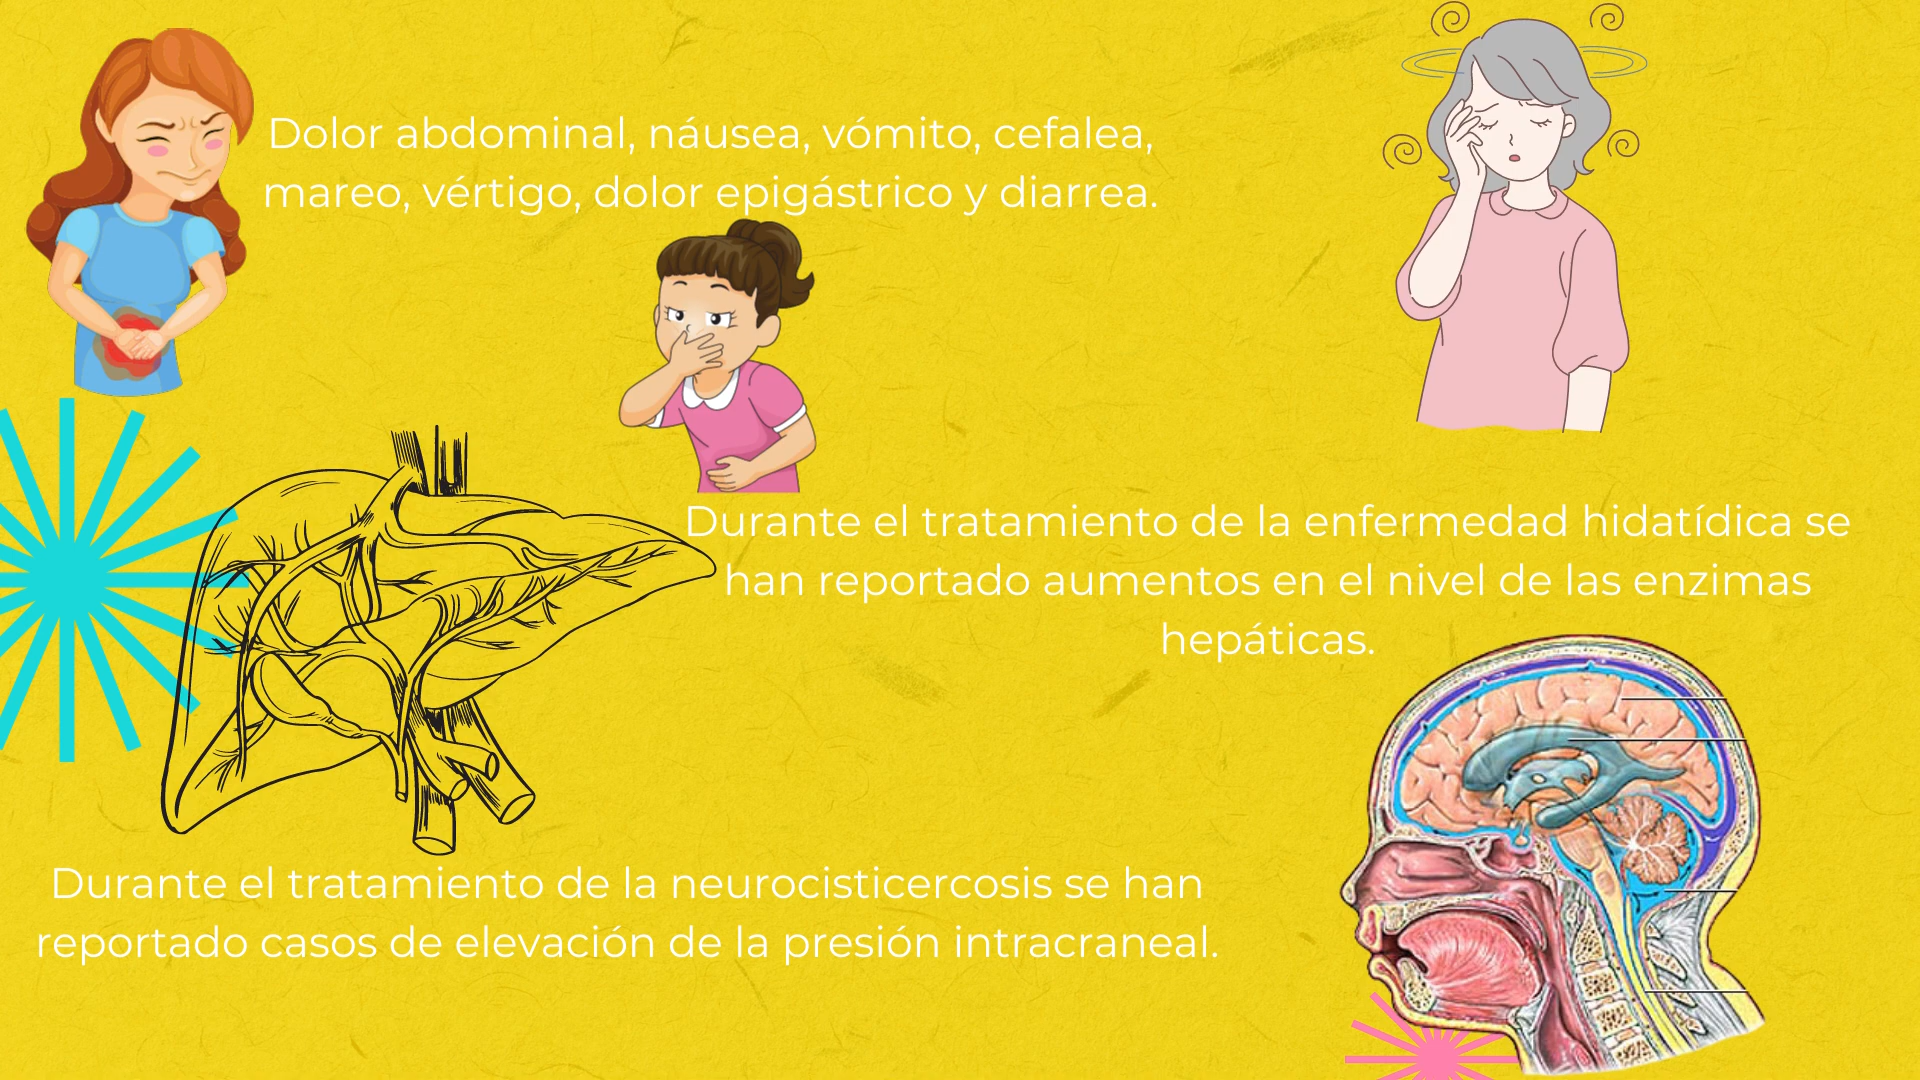 Dolor abdominal, náusea, vómito, cefalea,
mareo, vértigo, dolor epigástrico y diarrea.
Durante el tratamiento de la enfermedad hidatídica se
han reportado aumentos en el nivel de las enzimas
hepáticas.
Durante el tratamiento de la neurocisticercosis se han
reportado casos de elevación de la presión intracraneal.